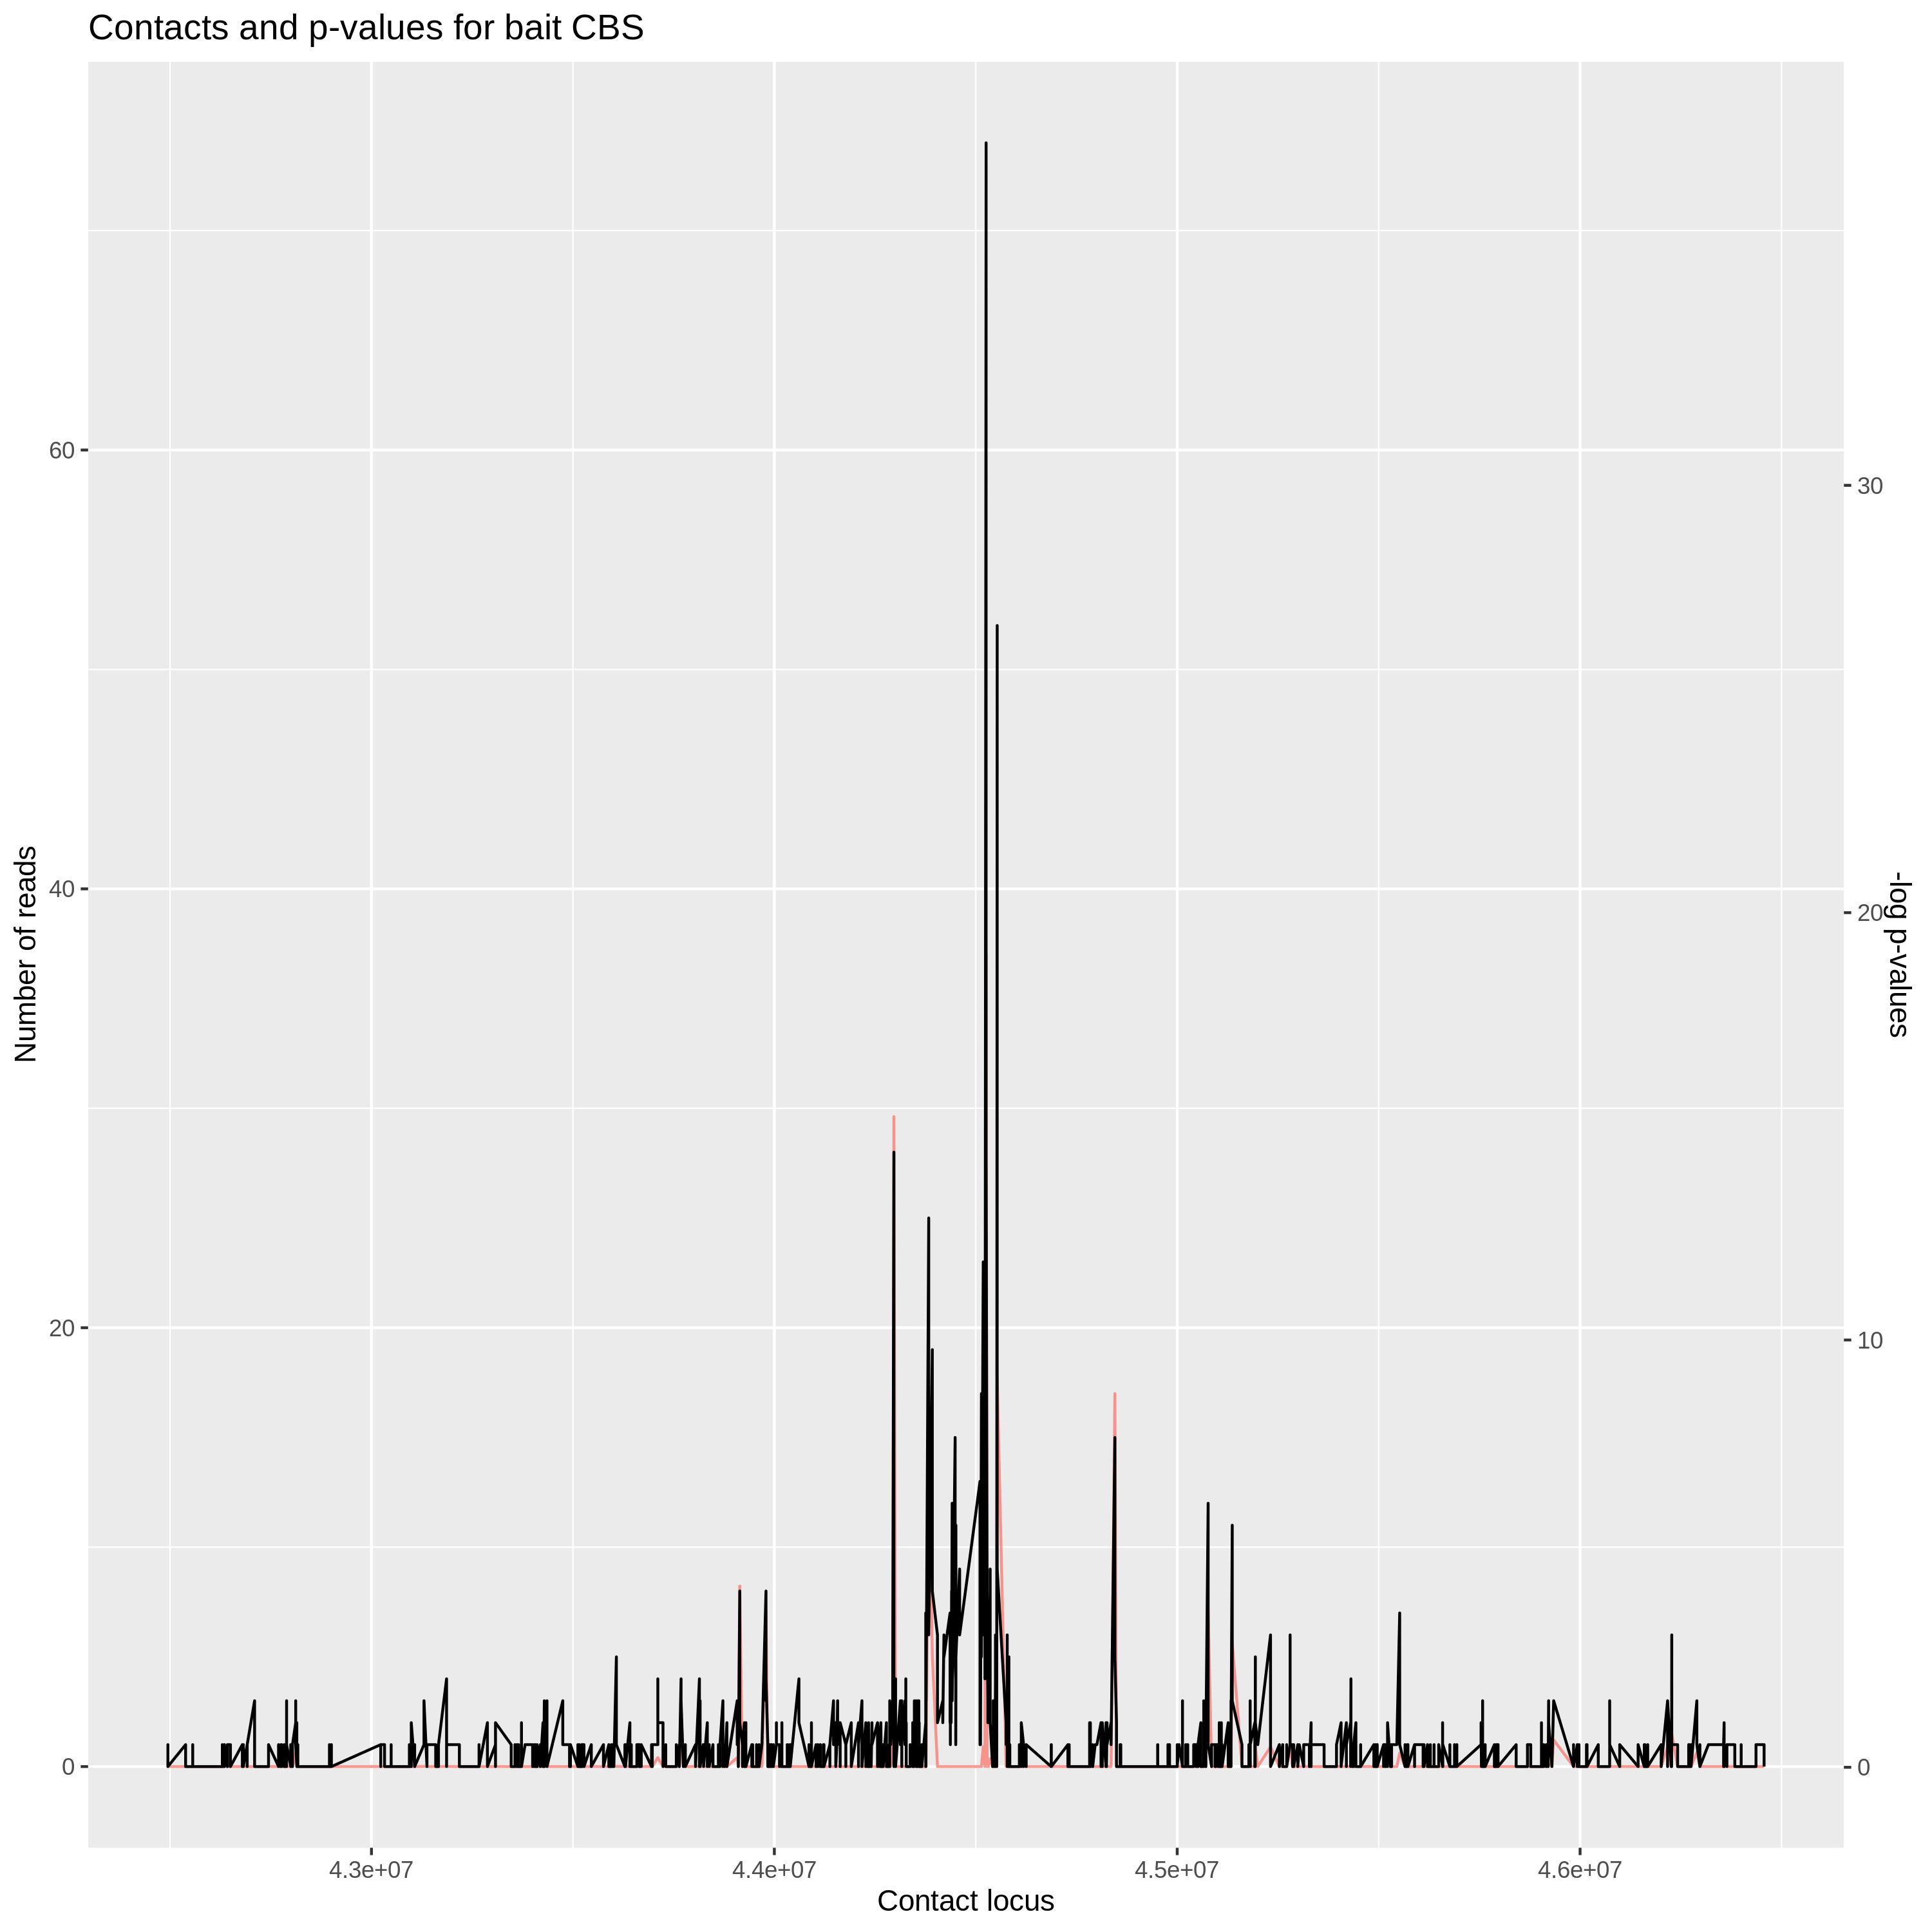 Contacts and p-values for bait CBS
Number of reads
60
40
20
0
30
20
10
0
-log p-values
4.3e+07 4.4e+07 4.5e+07 4.6e+07
Contact locus